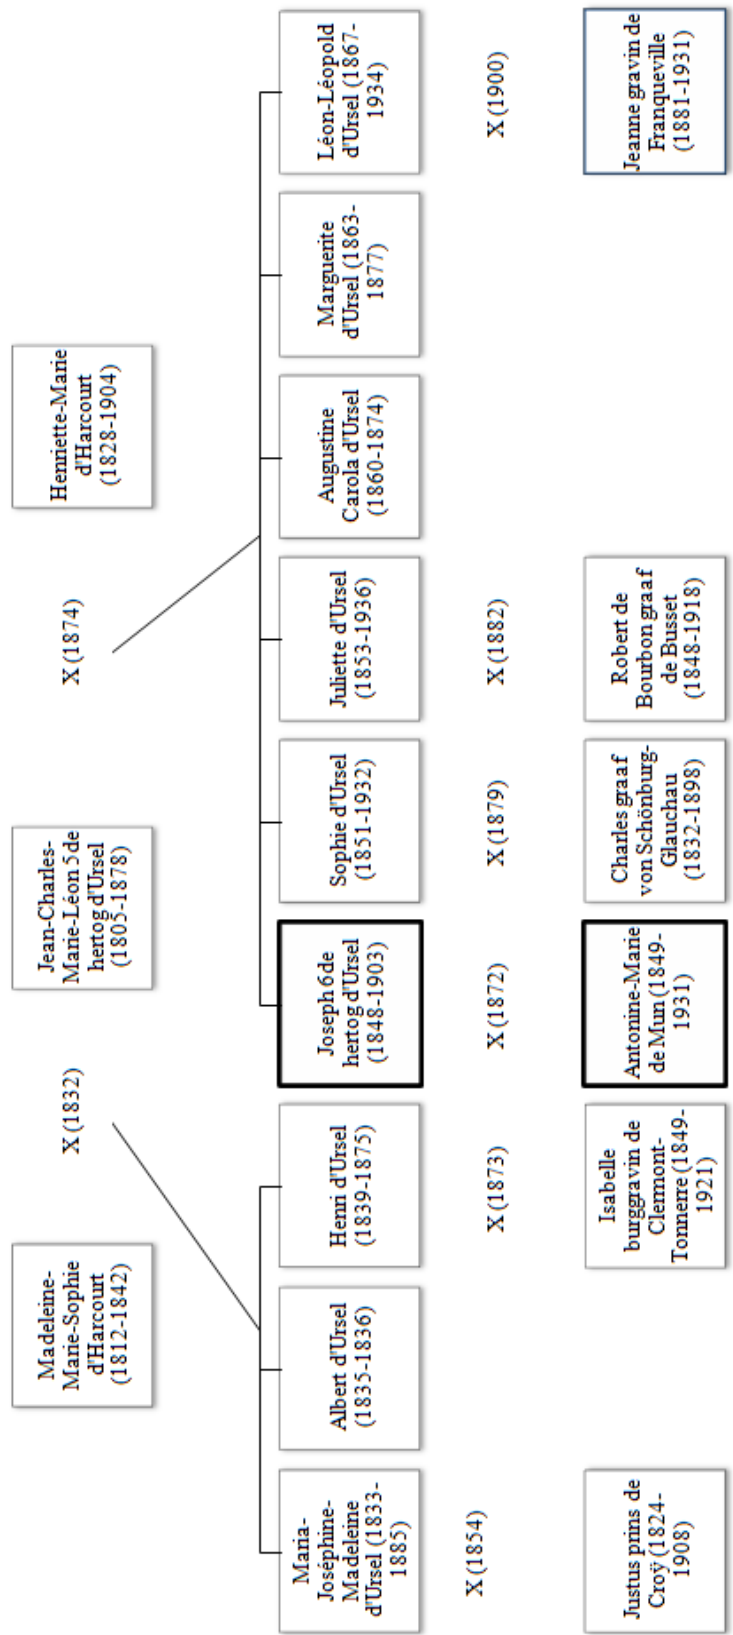 Madeleine-
Marie-Sophie
d'Harcourt
(1812-1842)
X (1832)
Jean-Charles-
Marie-Léon 5de
hertog d'Ursel
(1805-1878)
X (1874)
Henriette-Marie
d'Harcourt
(1828-1904)
Maria-
Joséphine-
Madeleine
d'Ursel (1833-
1885)
Albert d'Ursel
(1835-1836)
Henri d'Ursel
(1839-1875)
Joseph 6de
hertog d'Ursel
(1848-1903)
Sophie d'Ursel
(1851-1932)
Juliette d'Ursel
(1853-1936)
Augustine
Carola d'Ursel
(1860-1874)
Marguerite
d'Ursel (1863-
1877)
Léon-Léopold
d'Ursel (1867-
1934)
X (1854)
X (1873)
X (1872)
X (1879)
X (1882)
X (1900)
Justus prins de
Croÿ (1824-
1908)
Isabelle
burggravin de
Clermont-
Tonnerre (1849-
1921)
Antonine-Marie
de Mun (1849-
1931)
Charles graaf
von Schönburg-
Glauchau
(1832-1898)
Robert de
Bourbon graaf
de Busset
(1848-1918)
Jeanne gravin de
Franqueville
(1881-1931)